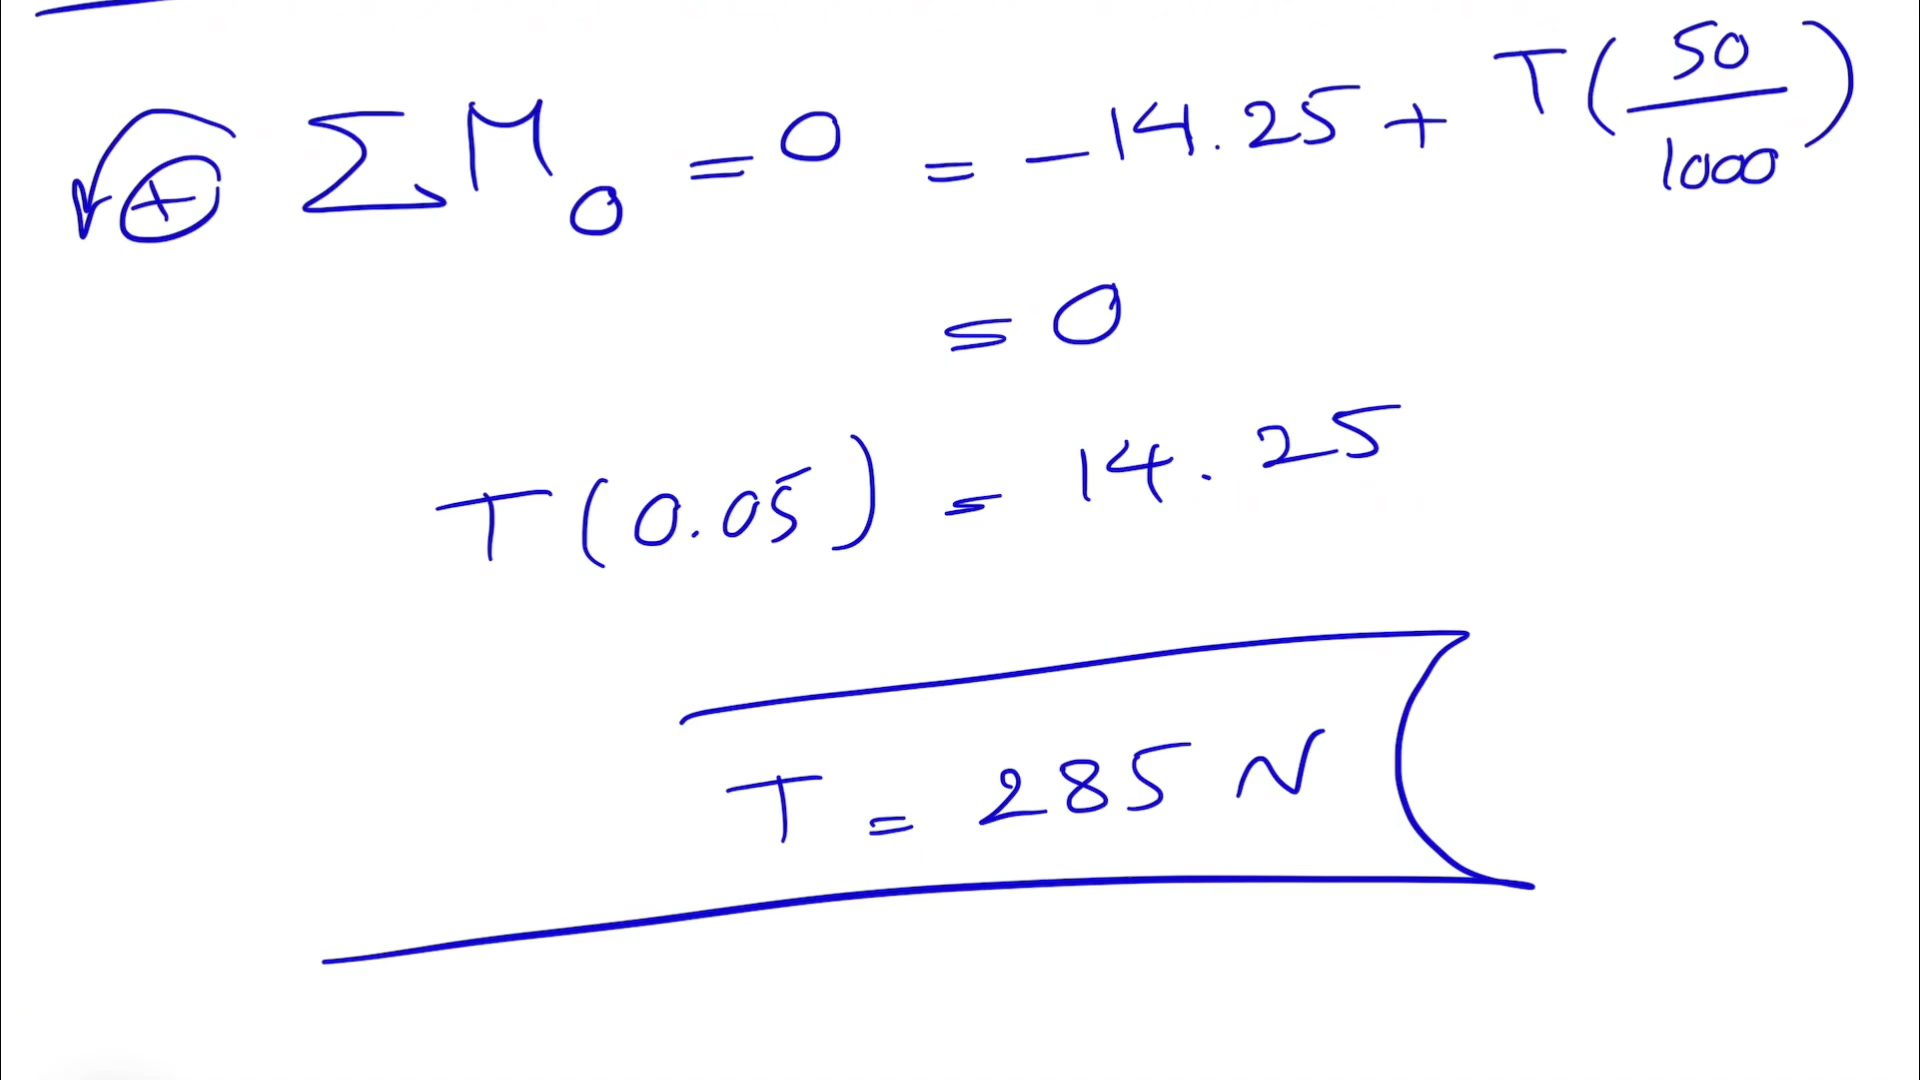 ⊕ ΣM₀ = 0 = -14.25 + T(50/1000)
= 0
T(0.05) = 14.25
T = 285 N